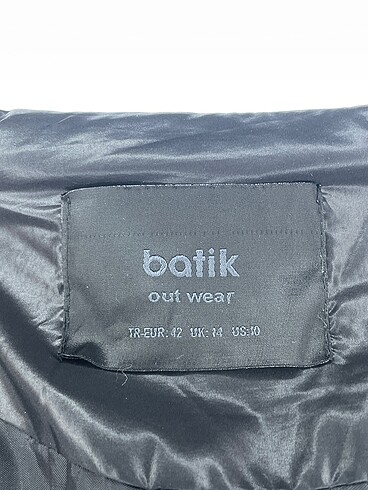 batik
out wear
TR-EUR: 42 UK: 14 US: 10